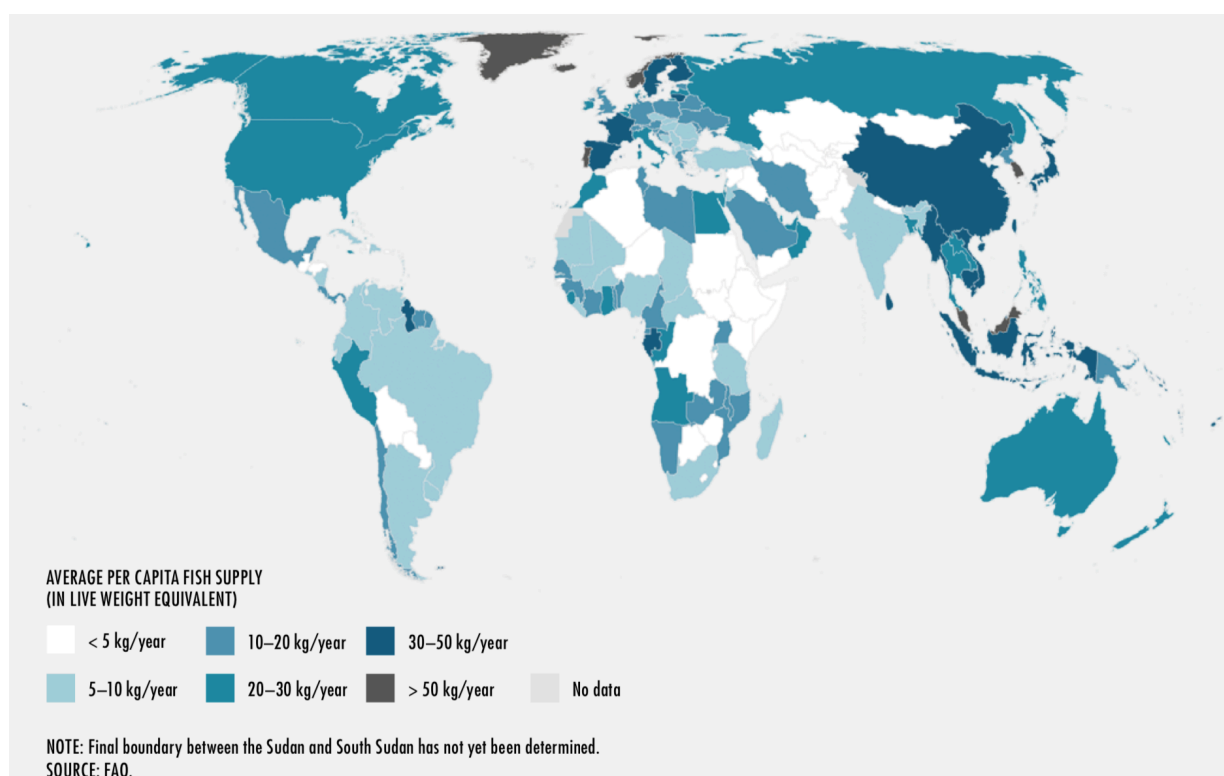 AVERAGE PER CAPITA FISH SUPPLY
(IN LIVE WEIGHT EQUIVALENT)
< 5 kg/year
10–20 kg/year
30–50 kg/year
5–10 kg/year
20–30 kg/year
> 50 kg/year
No data
NOTE: Final boundary between the Sudan and South Sudan has not yet been determined.
SOURCE: FAO.